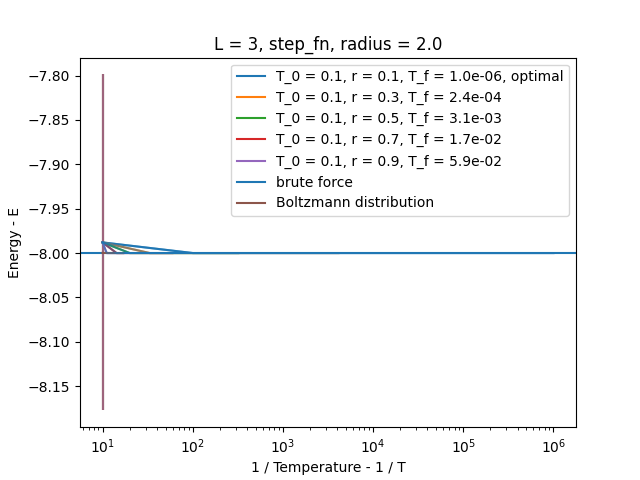 L = 3, step_fn, radius = 2.0
T_0 = 0.1, r = 0.1, T_f = 1.0e-06, optimal
T_0 = 0.1, r = 0.3, T_f = 2.4e-04
T_0 = 0.1, r = 0.5, T_f = 3.1e-03
T_0 = 0.1, r = 0.7, T_f = 1.7e-02
T_0 = 0.1, r = 0.9, T_f = 5.9e-02
brute force
Boltzmann distribution
Energy - E
−7.80
−7.85
−7.90
−7.95
−8.00
−8.05
−8.10
−8.15
10¹ 10² 10³ 10⁴ 10⁵ 10⁶
1 / Temperature - 1 / T